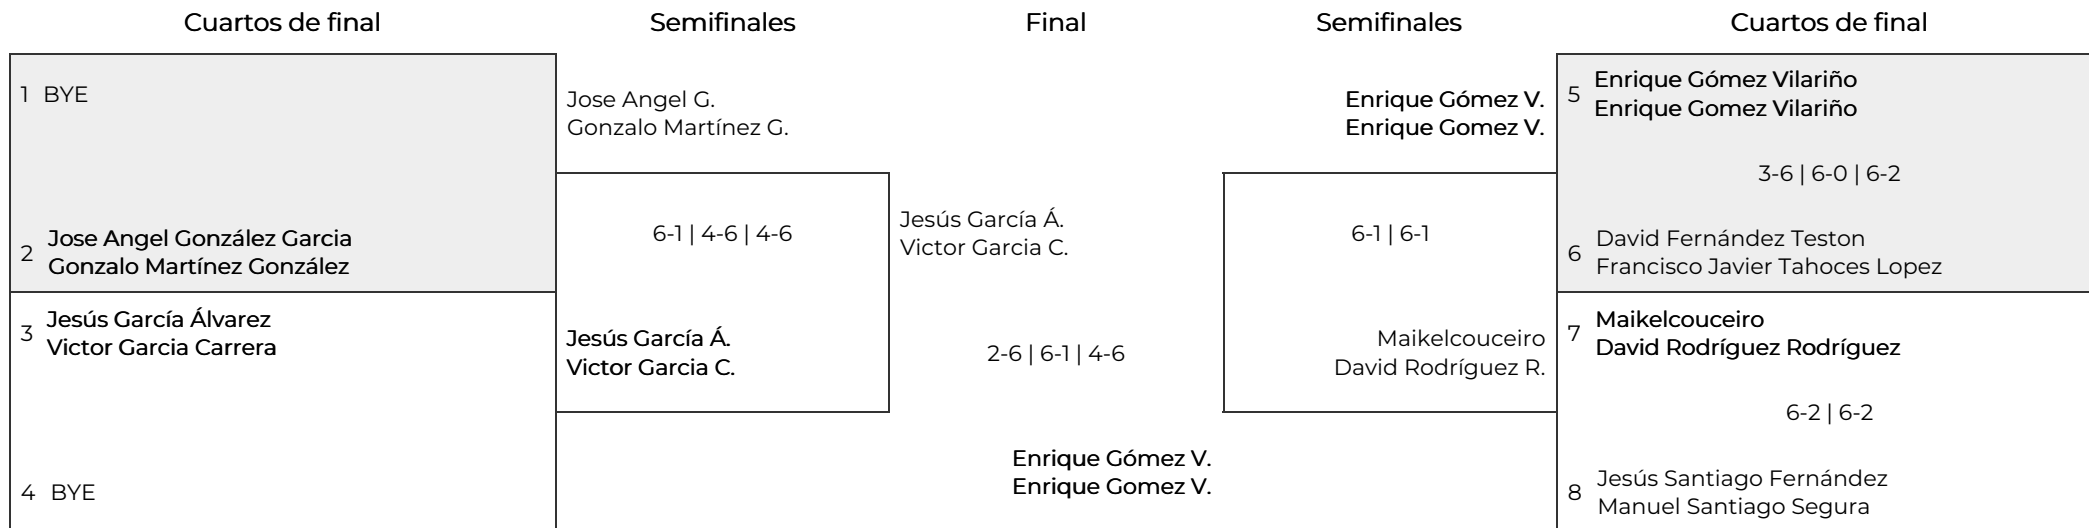 Cuartos de final
Semifinales
Final
Semifinales
Cuartos de final
1 BYE
2 Jose Angel González Garcia
Gonzalo Martínez González
3 Jesús García Álvarez
Victor Garcia Carrera
4 BYE
Jose Angel G.
Gonzalo Martínez G.
6-1 | 4-6 | 4-6
Jesús García Á.
Victor Garcia C.
Jesús García Á.
Victor Garcia C.
2-6 | 6-1 | 4-6
Enrique Gómez V.
Enrique Gomez V.
Enrique Gómez V.
Enrique Gomez V.
6-1 | 6-1
Maikelcouceiro
David Rodríguez R.
5 Enrique Gómez Vilariño
Enrique Gomez Vilariño
3-6 | 6-0 | 6-2
6 David Fernández Teston
Francisco Javier Tahoces Lopez
7 Maikelcouceiro
David Rodríguez Rodríguez
6-2 | 6-2
8 Jesús Santiago Fernández
Manuel Santiago Segura